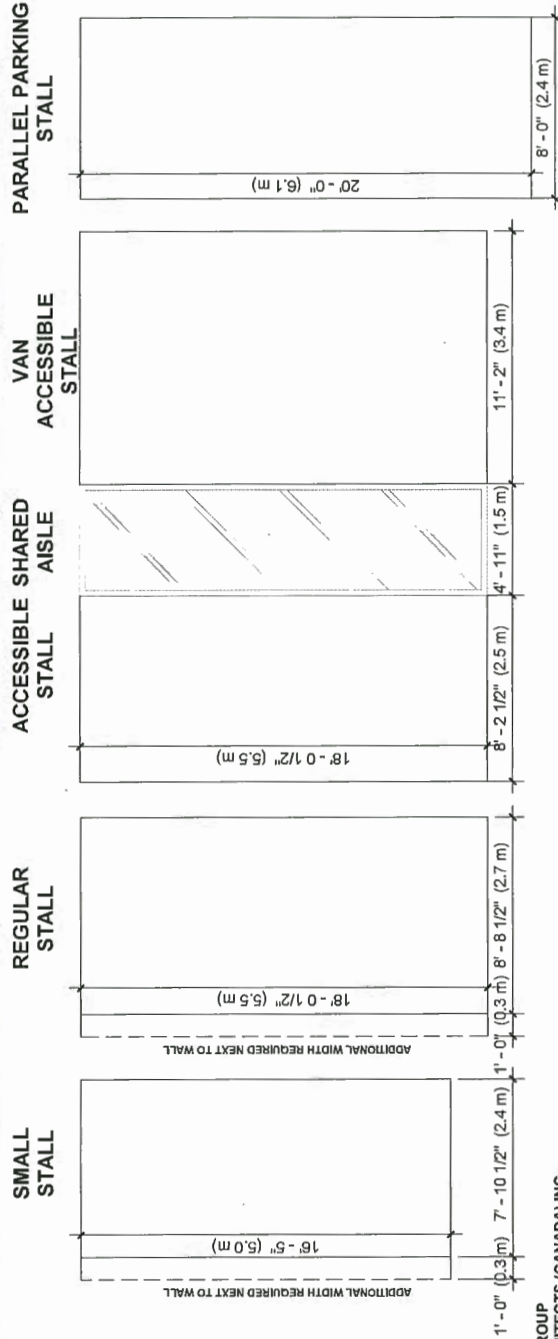 SMALL
STALL
ADDITIONAL WIDTH REQUIRED NEXT TO WALL
16' - 5" (5.0 m)
1' - 0" (0.3 m)
7' - 10 1/2" (2.4 m)
REGULAR
STALL
ADDITIONAL WIDTH REQUIRED NEXT TO WALL
18' - 0 1/2" (5.5 m)
1' - 0" (0.3 m)
8' - 8 1/2" (2.7 m)
ACCESSIBLE
STALL
18' - 0 1/2" (5.5 m)
8' - 2 1/2" (2.5 m)
SHARED
AISLE
4' - 11" (1.5 m)
VAN
ACCESSIBLE
STALL
11' - 2" (3.4 m)
PARALLEL PARKING
STALL
20' - 0" (6.1 m)
8' - 0" (2.4 m)